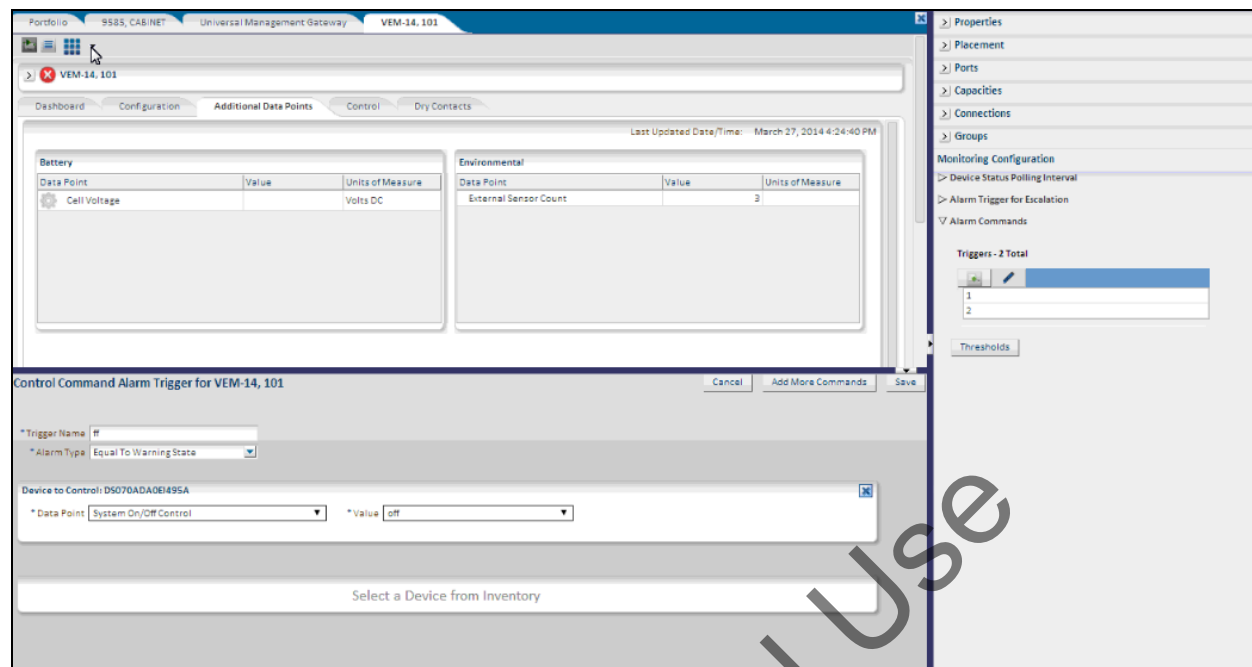 Portfolio 9585, CABINET Universal Management Gateway VEM-14, 101
VEM-14, 101
Dashboard Configuration Additional Data Points Control Dry Contacts
Last Updated Date/Time: March 27, 2014 4:24:40 PM
Battery
Data Point Value Units of Measure
Cell Voltage Volts DC
Environmental
Data Point Value Units of Measure
External Sensor Count 3
Control Command Alarm Trigger for VEM-14, 101
Cancel Add More Commands Save
*Trigger Name ff
*Alarm Type Equal To Warning State
Device to Control: DS070ADA0EI495A
*Data Point System On/Off Control *Value off
Select a Device from Inventory
Properties
Placement
Ports
Capacities
Connections
Groups
Monitoring Configuration
Device Status Polling Interval
Alarm Trigger for Escalation
Alarm Commands
Triggers - 2 Total
1
2
Thresholds
Use